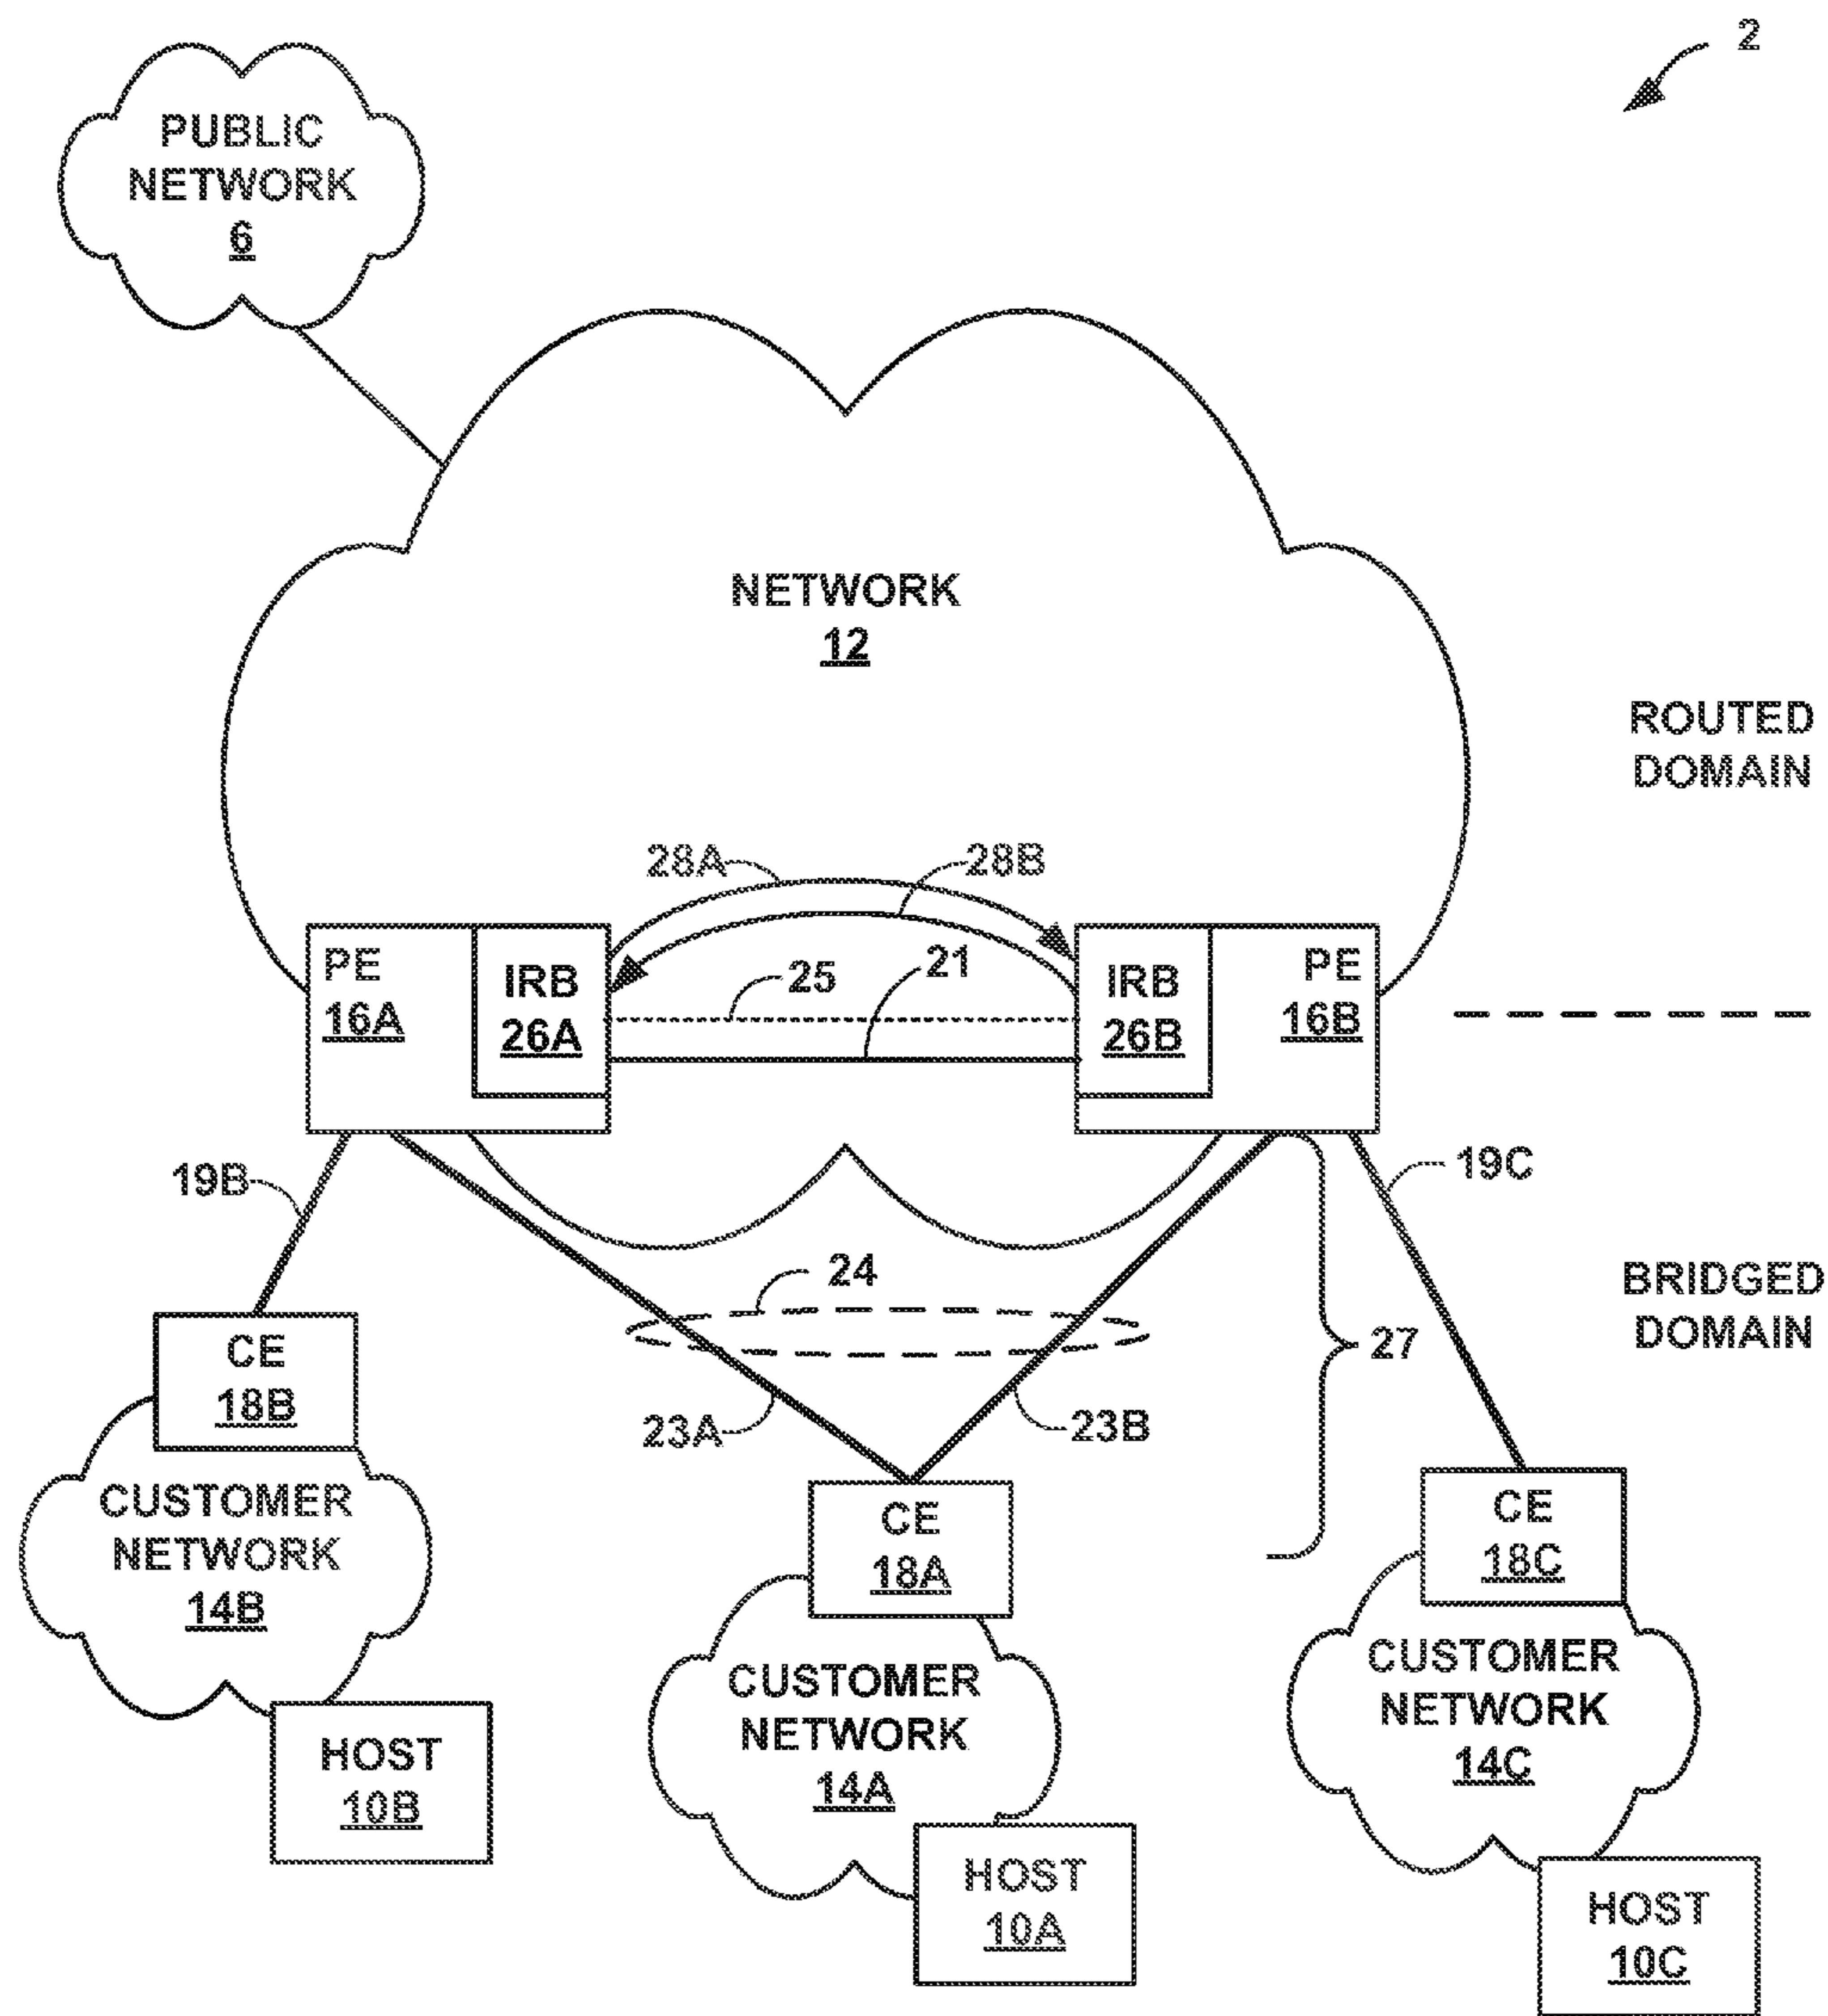 2
PUBLIC
NETWORK
6
NETWORK
12
ROUTED
DOMAIN
28A
28B
PE
16A
IRB
26A
25
21
IRB
26B
PE
16B
19B
19C
24
BRIDGED
DOMAIN
27
CE
18B
23A
23B
CUSTOMER
NETWORK
14B
CE
18A
CE
18C
CUSTOMER
NETWORK
14A
CUSTOMER
NETWORK
14C
HOST
10B
HOST
10A
HOST
10C